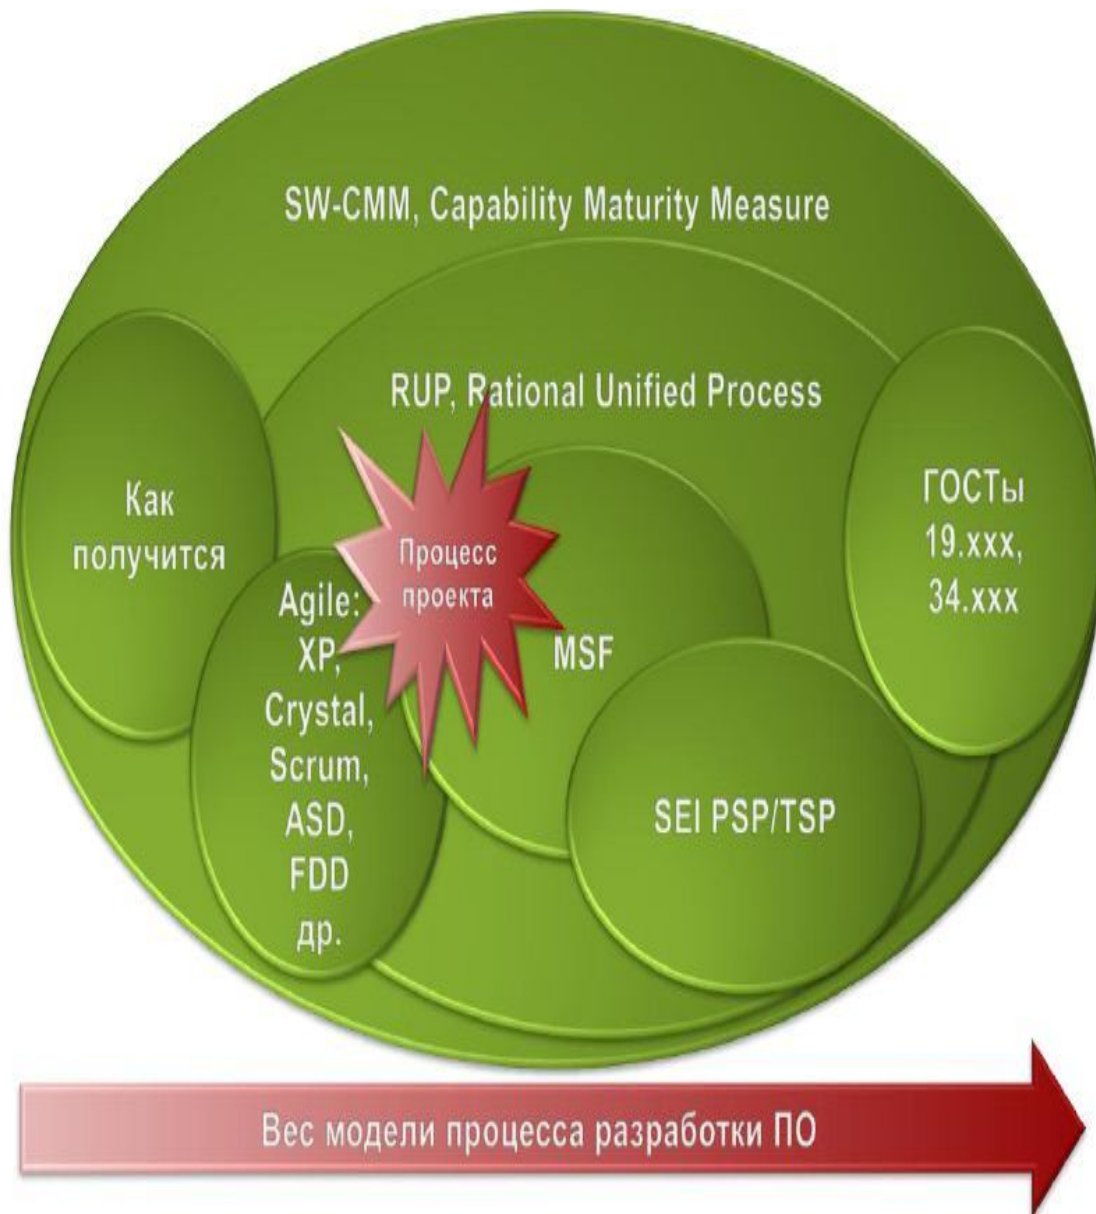 SW-CMM, Capability Maturity Measure
RUP, Rational Unified Process
Как
получится
Процесс
проекта
ГОСТы
19.xxx,
34.xxx
Agile:
XP,
Crystal,
Scrum,
ASD,
FDD
др.
MSF
SEI PSP/TSP
Вес модели процесса разработки ПО